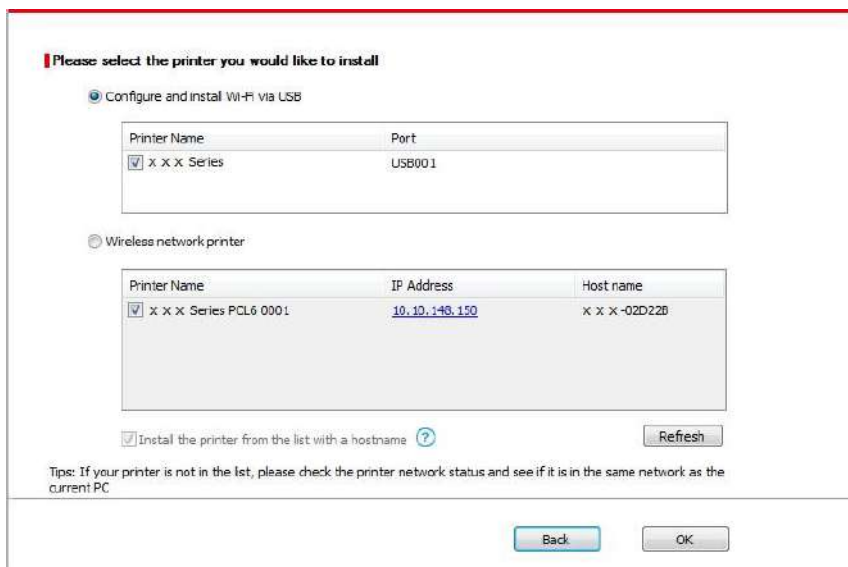 Please select the printer you would like to install
Configure and install Wi-Fi via USB
Printer Name Port
x x x Series USB001
Wireless network printer
Printer Name IP Address Host name
x x x Series PCL6 0001 10.10.148.150 x x x-02D22B
Install the printer from the list with a hostname ?
Refresh
Tips: If your printer is not in the list, please check the printer network status and see if it is in the same network as the
current PC
Back OK